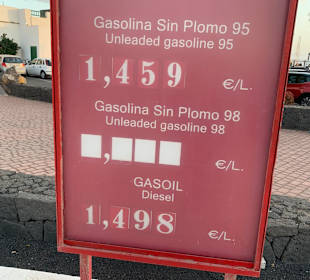 Gasolina Sin Plomo 95
Unleaded gasoline 95
1,459 €/L.
Gasolina Sin Plomo 98
Unleaded gasoline 98
, €/L.
GASOIL
Diesel
1,498 €/L.